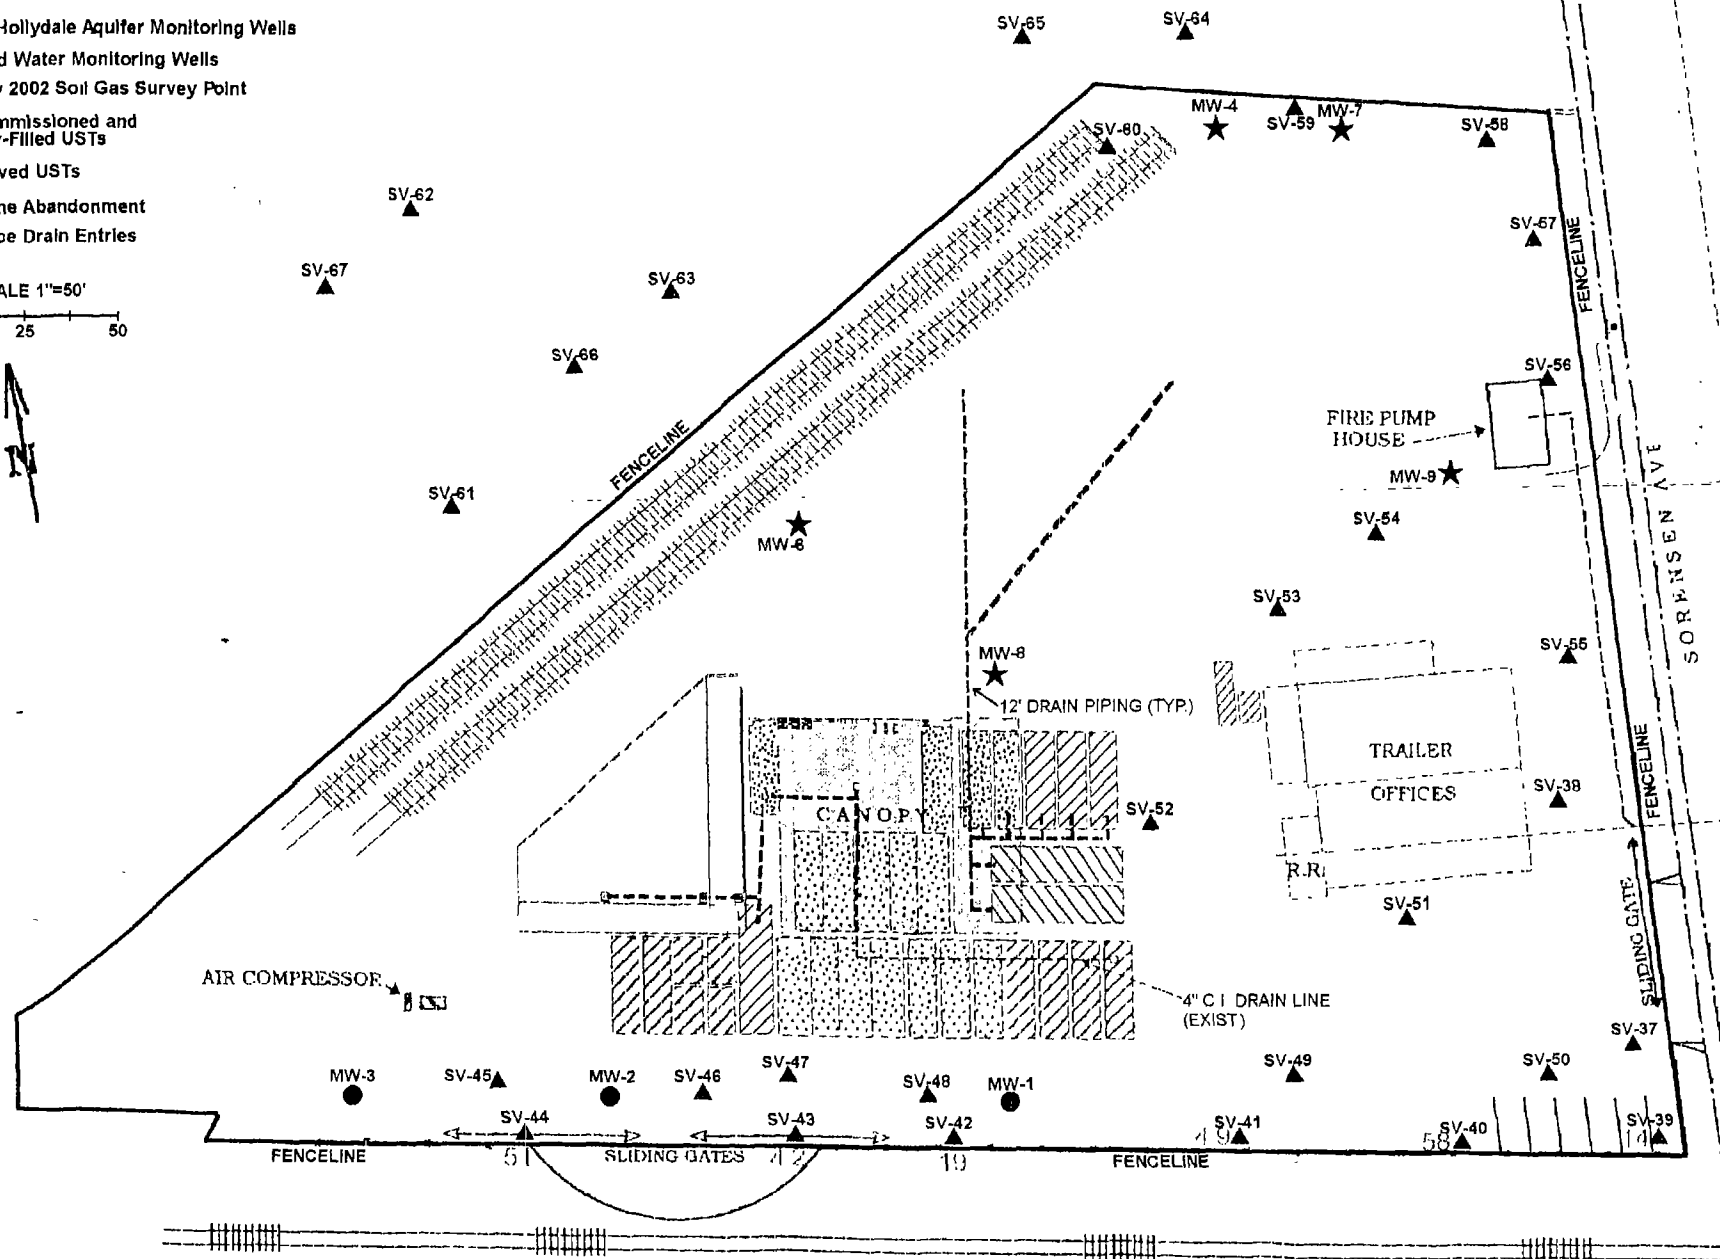 Hollydale Aquifer Monitoring Wells
d Water Monitoring Wells
y 2002 Soil Gas Survey Point
mmissioned and
y-Filled USTs
ved USTs
ne Abandonment
pe Drain Entries
ALE 1"=50'
25 50
N
SV-65
SV-64
MW-4
SV-59
MW-7
SV-58
SV-60
SV-62
SV-57
FENCELINE
SV-67
SV-63
SV-66
SV-56
FIRE PUMP
HOUSE
FENCELINE
MW-9
SORENSEN AVE
SV-61
SV-54
MW-6
SV-53
SV-55
MW-8
12' DRAIN PIPING (TYP.)
TRAILER
OFFICES
FENCELINE
SV-38
CANOPY
SV-52
R.R.
SV-51
SLIDING GATE
AIR COMPRESSOR
4" C I DRAIN LINE
(EXIST)
SV-37
MW-3
SV-45
MW-2
SV-46
SV-47
SV-48
MW-1
SV-49
SV-50
SV-44
SV-43
SV-42
49
SV-41
58
SV-40
SV-39
14
FENCELINE
51
SLIDING GATES
42
19
FENCELINE